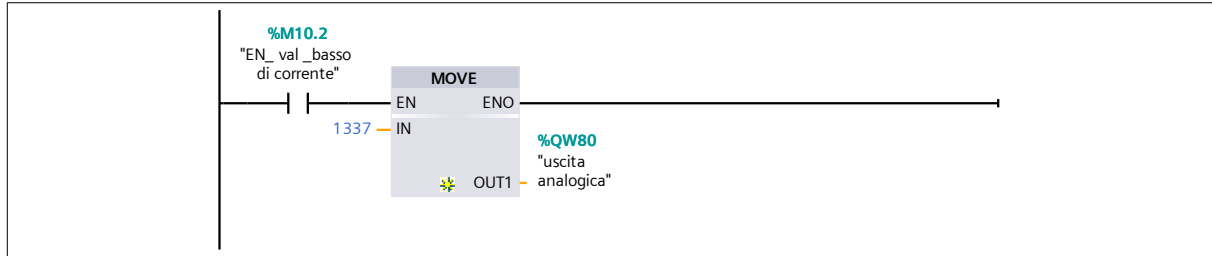 %M10.2
"EN_ val _basso
di corrente"
MOVE
EN ENO
1337 IN
%QW80
"uscita
OUT1 analogica"